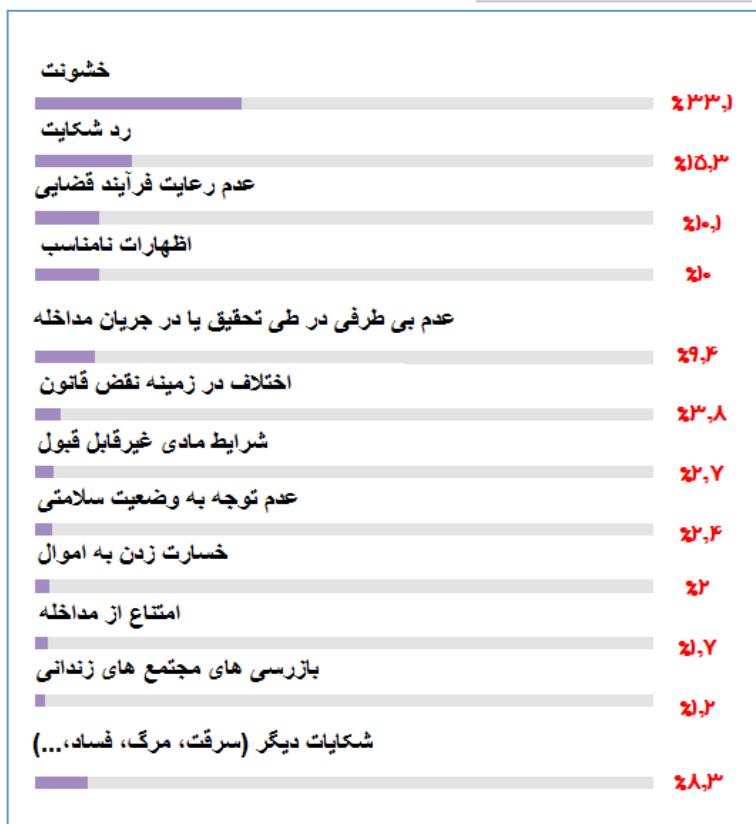 خشونت
%۳۳,۱
رد شکایت
%۱۵,۳
عدم رعایت فرآیند قضایی
%۱۰,۱
اظهارات نامناسب
%۱۰
عدم بی طرفی در طی تحقیق یا در جریان مداخله
%۹,۴
اختلاف در زمینه نقض قانون
%۳,۸
شرایط مادی غیرقابل قبول
%۲,۷
عدم توجه به وضعیت سلامتی
%۲,۴
خسارت زدن به اموال
%۲
امتناع از مداخله
%۱,۷
بازرسی های مجتمع های زندانی
%۱,۲
شکایات دیگر (سرقت، مرگ، فساد،...)
%۸,۳